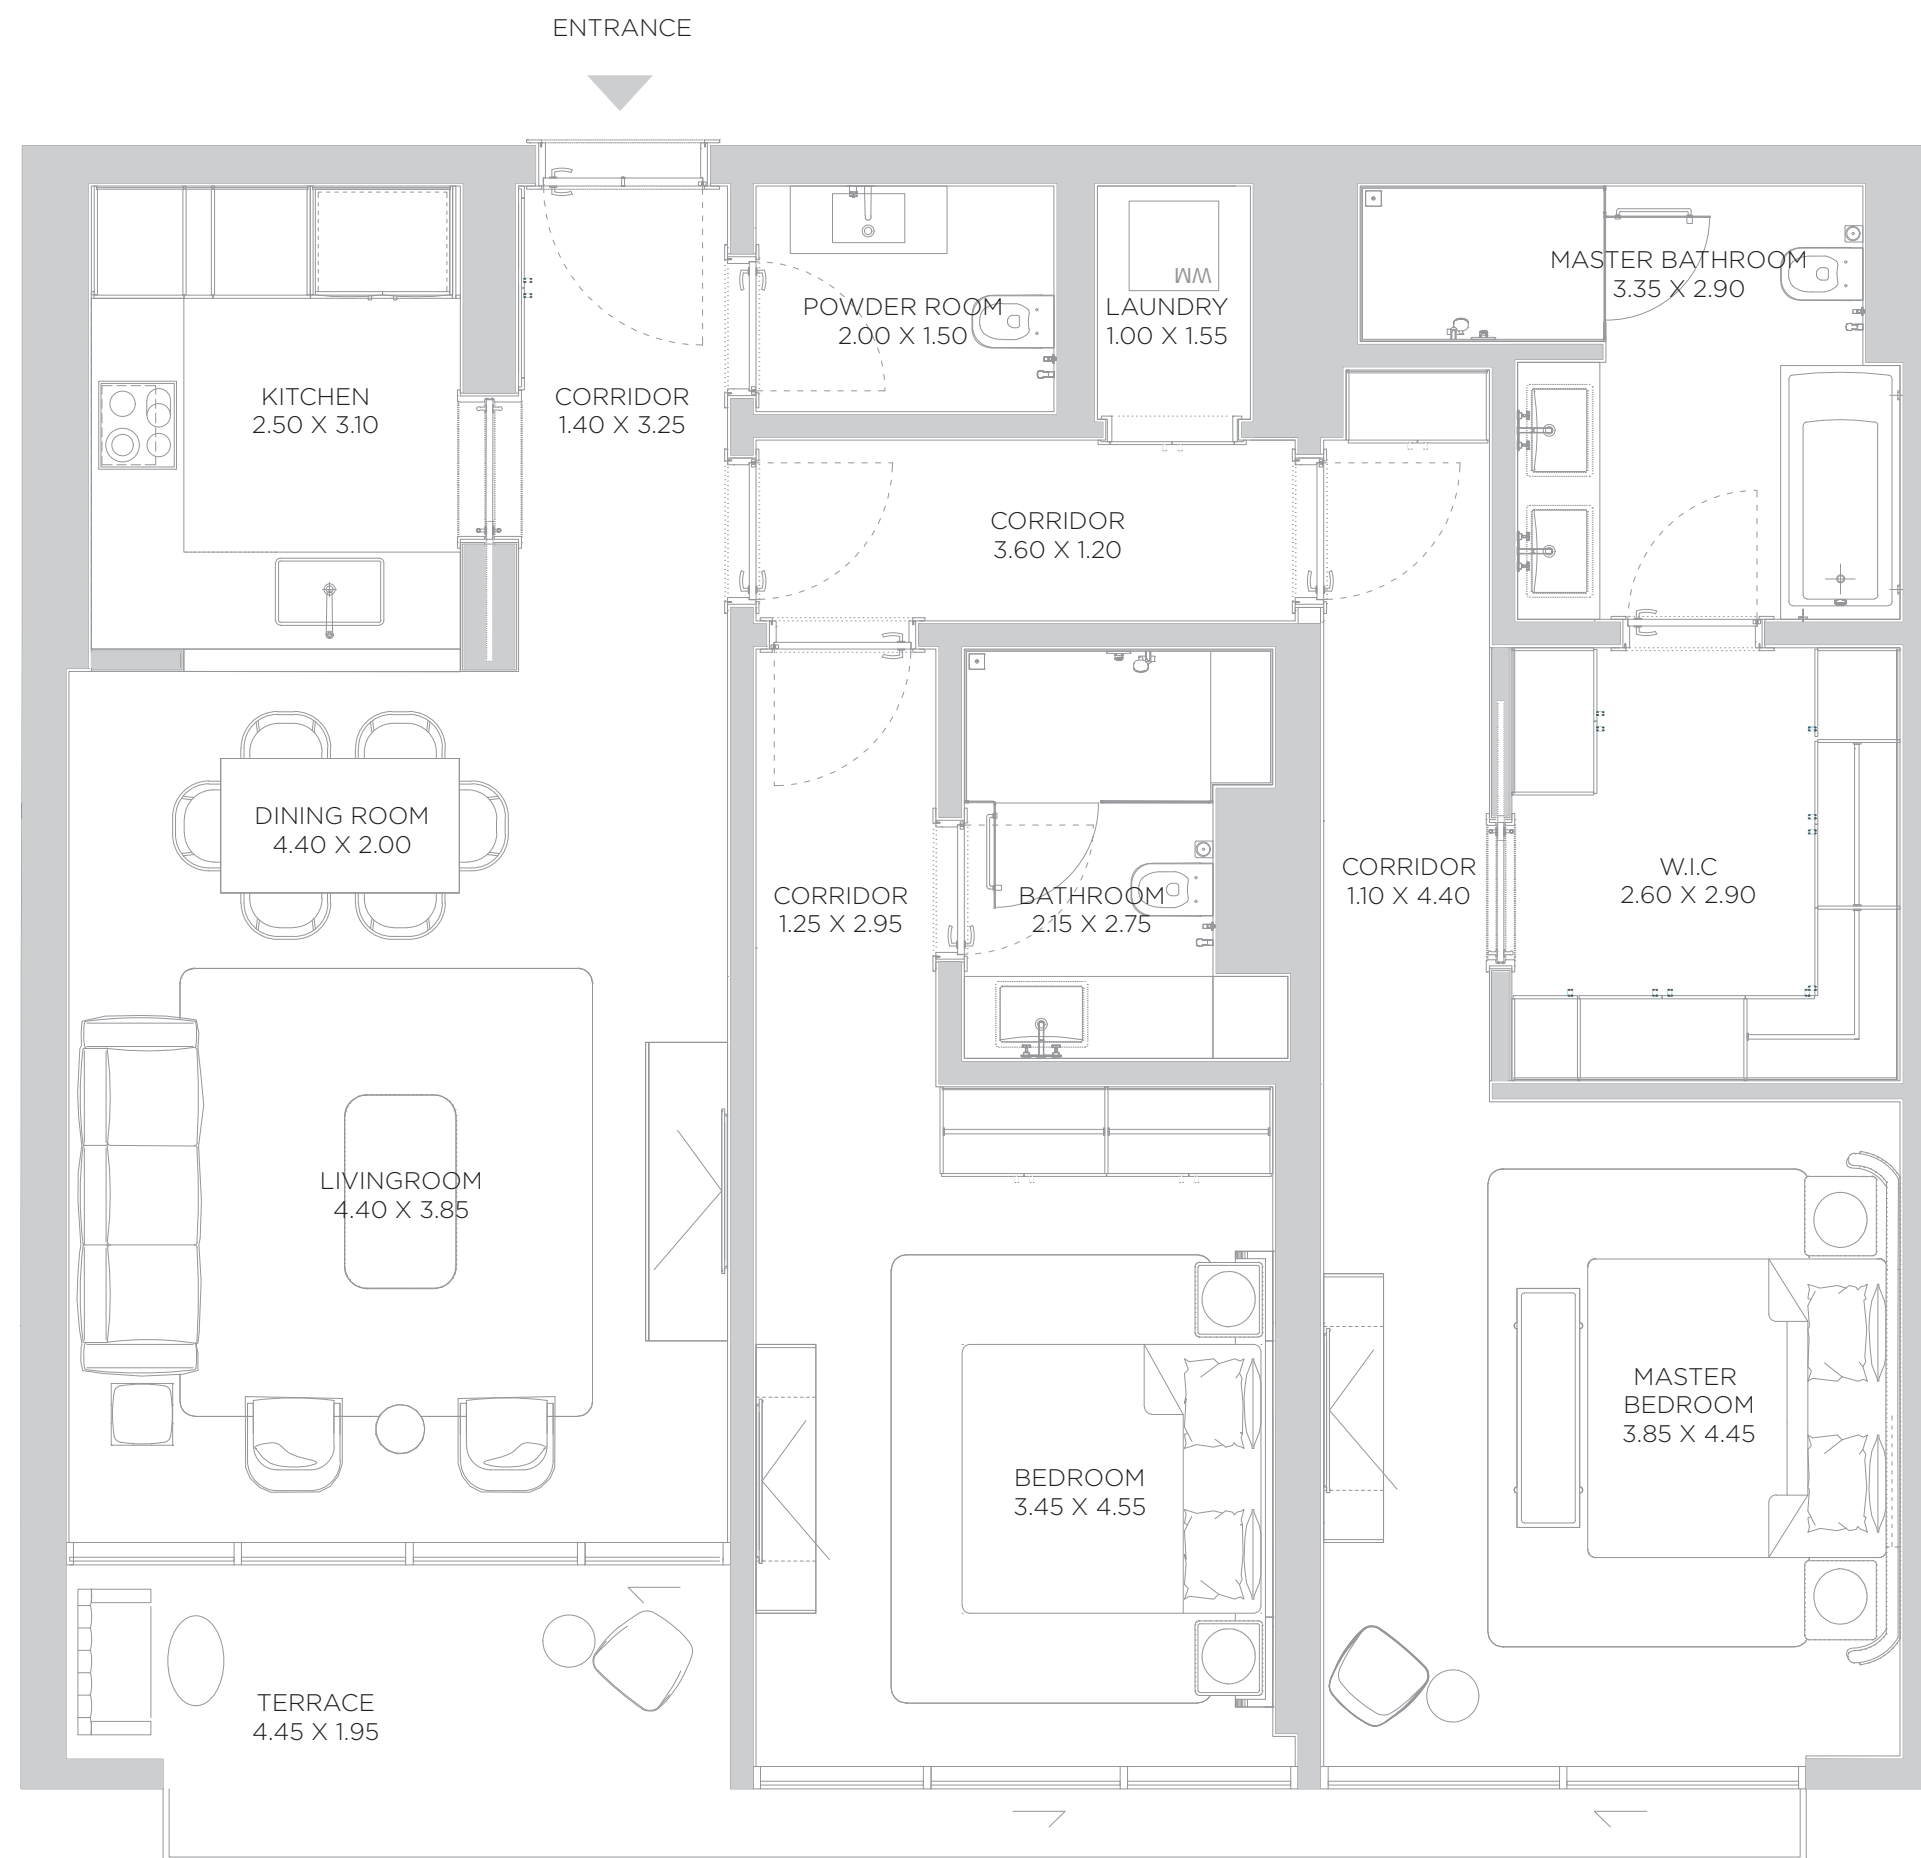 ENTRANCE
MASTER BATHROOM
3.35 X 2.90
POWDER ROOM
2.00 X 1.50
WM
LAUNDRY
1.00 X 1.55
KITCHEN
2.50 X 3.10
CORRIDOR
1.40 X 3.25
CORRIDOR
3.60 X 1.20
DINING ROOM
4.40 X 2.00
CORRIDOR
1.25 X 2.95
BATHROOM
2.15 X 2.75
CORRIDOR
1.10 X 4.40
W.I.C
2.60 X 2.90
LIVINGROOM
4.40 X 3.85
BEDROOM
3.45 X 4.55
MASTER
BEDROOM
3.85 X 4.45
TERRACE
4.45 X 1.95